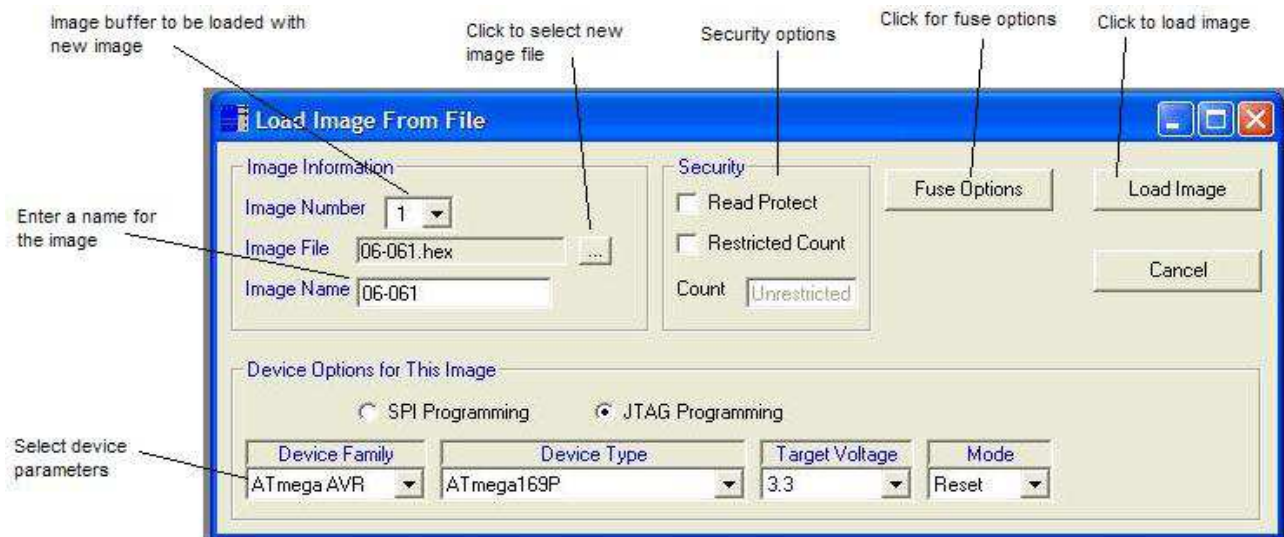 Image buffer to be loaded with
new image
Click to select new
image file
Security options
Click for fuse options
Click to load image
Load Image From File
Image Information
Image Number 1
Image File 06-061.hex ...
Image Name 06-061
Security
Read Protect
Restricted Count
Count Unrestricted
Fuse Options
Load Image
Cancel
Enter a name for
the image
Device Options for This Image
SPI Programming JTAG Programming
Device Family Device Type Target Voltage Mode
ATmega AVR ATmega169P 3.3 Reset
Select device
parameters